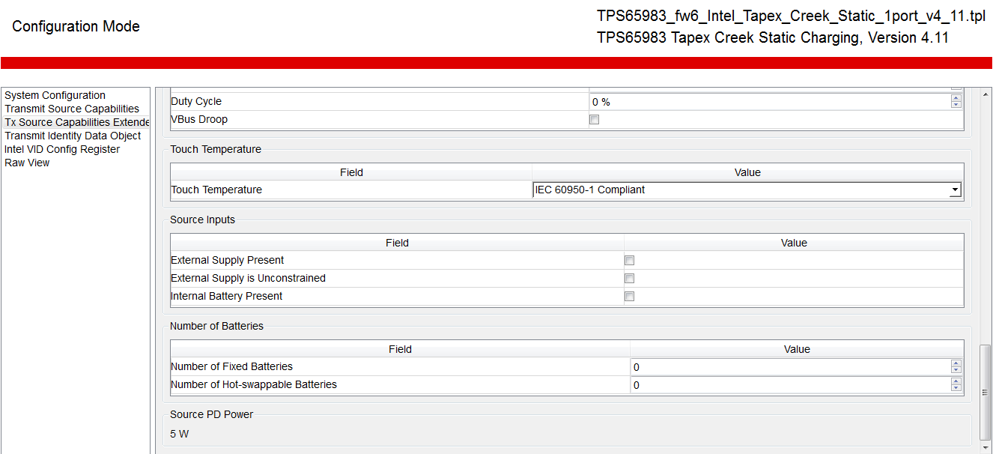 Configuration Mode
TPS65983_fw6_Intel_Tapex_Creek_Static_1port_v4_11.tpl
TPS65983 Tapex Creek Static Charging, Version 4.11
System Configuration
Transmit Source Capabilities
Tx Source Capabilities Extende
Transmit Identity Data Object
Intel VID Config Register
Raw View
Duty Cycle 0 %
VBus Droop
Touch Temperature
Field Value
Touch Temperature IEC 60950-1 Compliant
Source Inputs
Field Value
External Supply Present
External Supply is Unconstrained
Internal Battery Present
Number of Batteries
Field Value
Number of Fixed Batteries 0
Number of Hot-swappable Batteries 0
Source PD Power
5 W